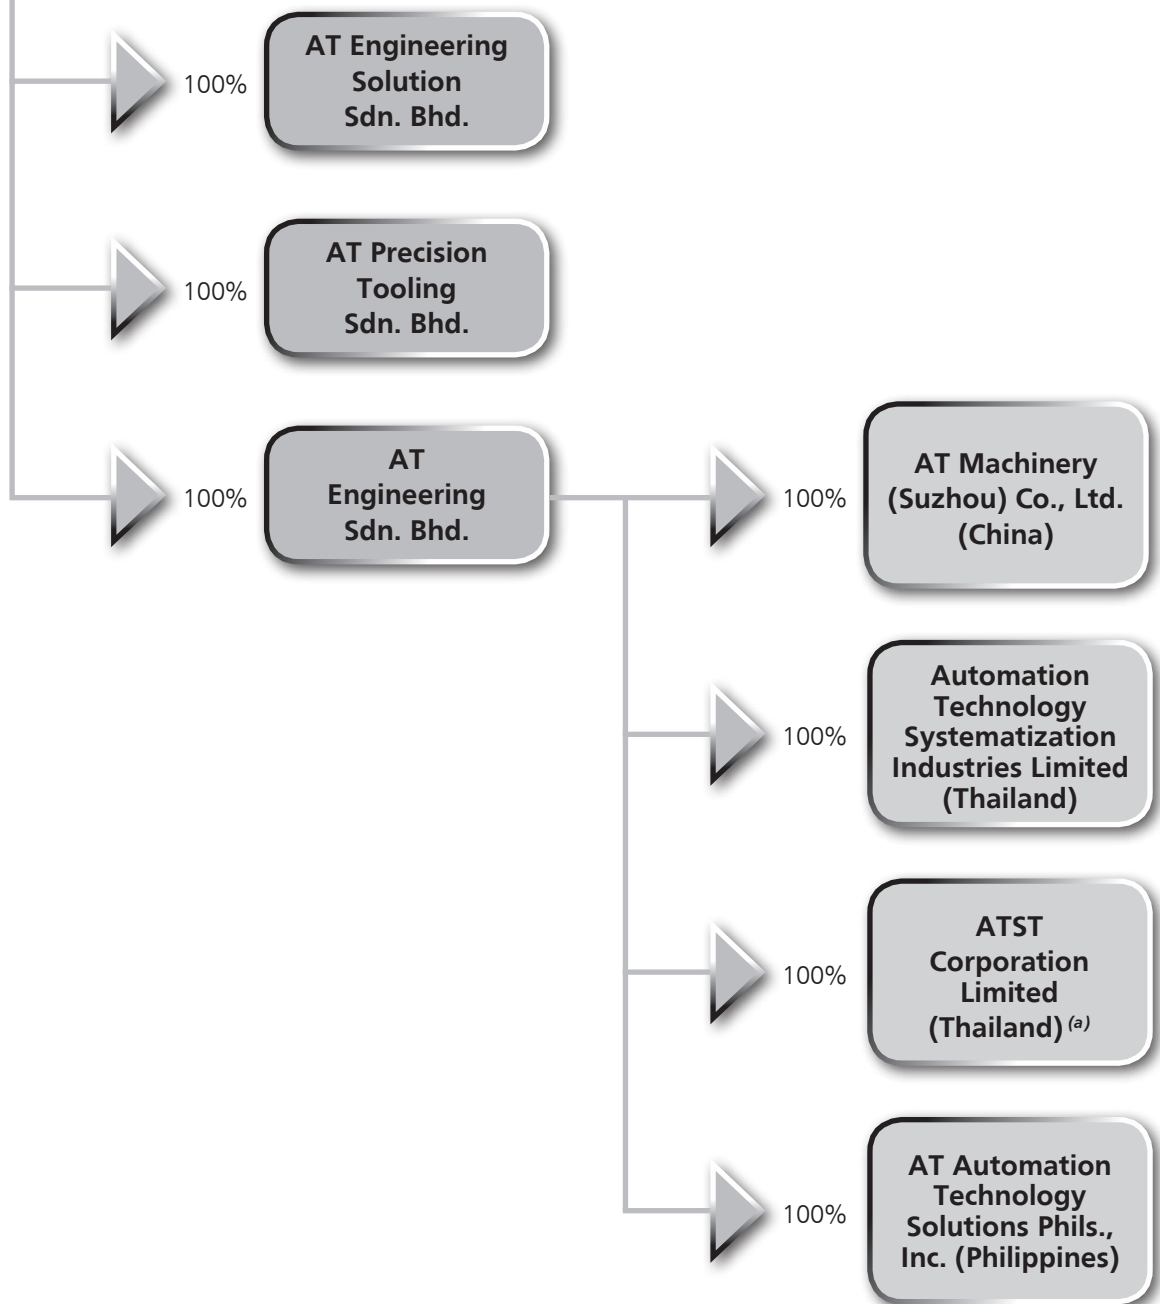 100%
AT Engineering
Solution
Sdn. Bhd.
100%
AT Precision
Tooling
Sdn. Bhd.
100%
AT
Engineering
Sdn. Bhd.
100%
AT Machinery
(Suzhou) Co., Ltd.
(China)
100%
Automation
Technology
Systematization
Industries Limited
(Thailand)
100%
ATST
Corporation
Limited
(Thailand) (a)
100%
AT Automation
Technology
Solutions Phils.,
Inc. (Philippines)